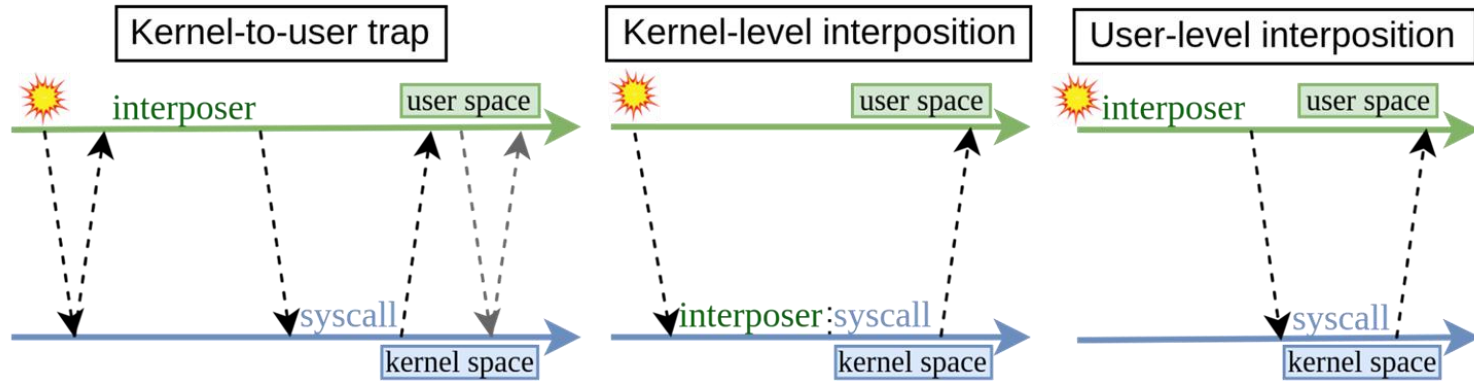 Kernel-to-user trap
interposer
user space
syscall
kernel space
Kernel-level interposition
user space
interposer
syscall
kernel space
User-level interposition
interposer
user space
syscall
kernel space